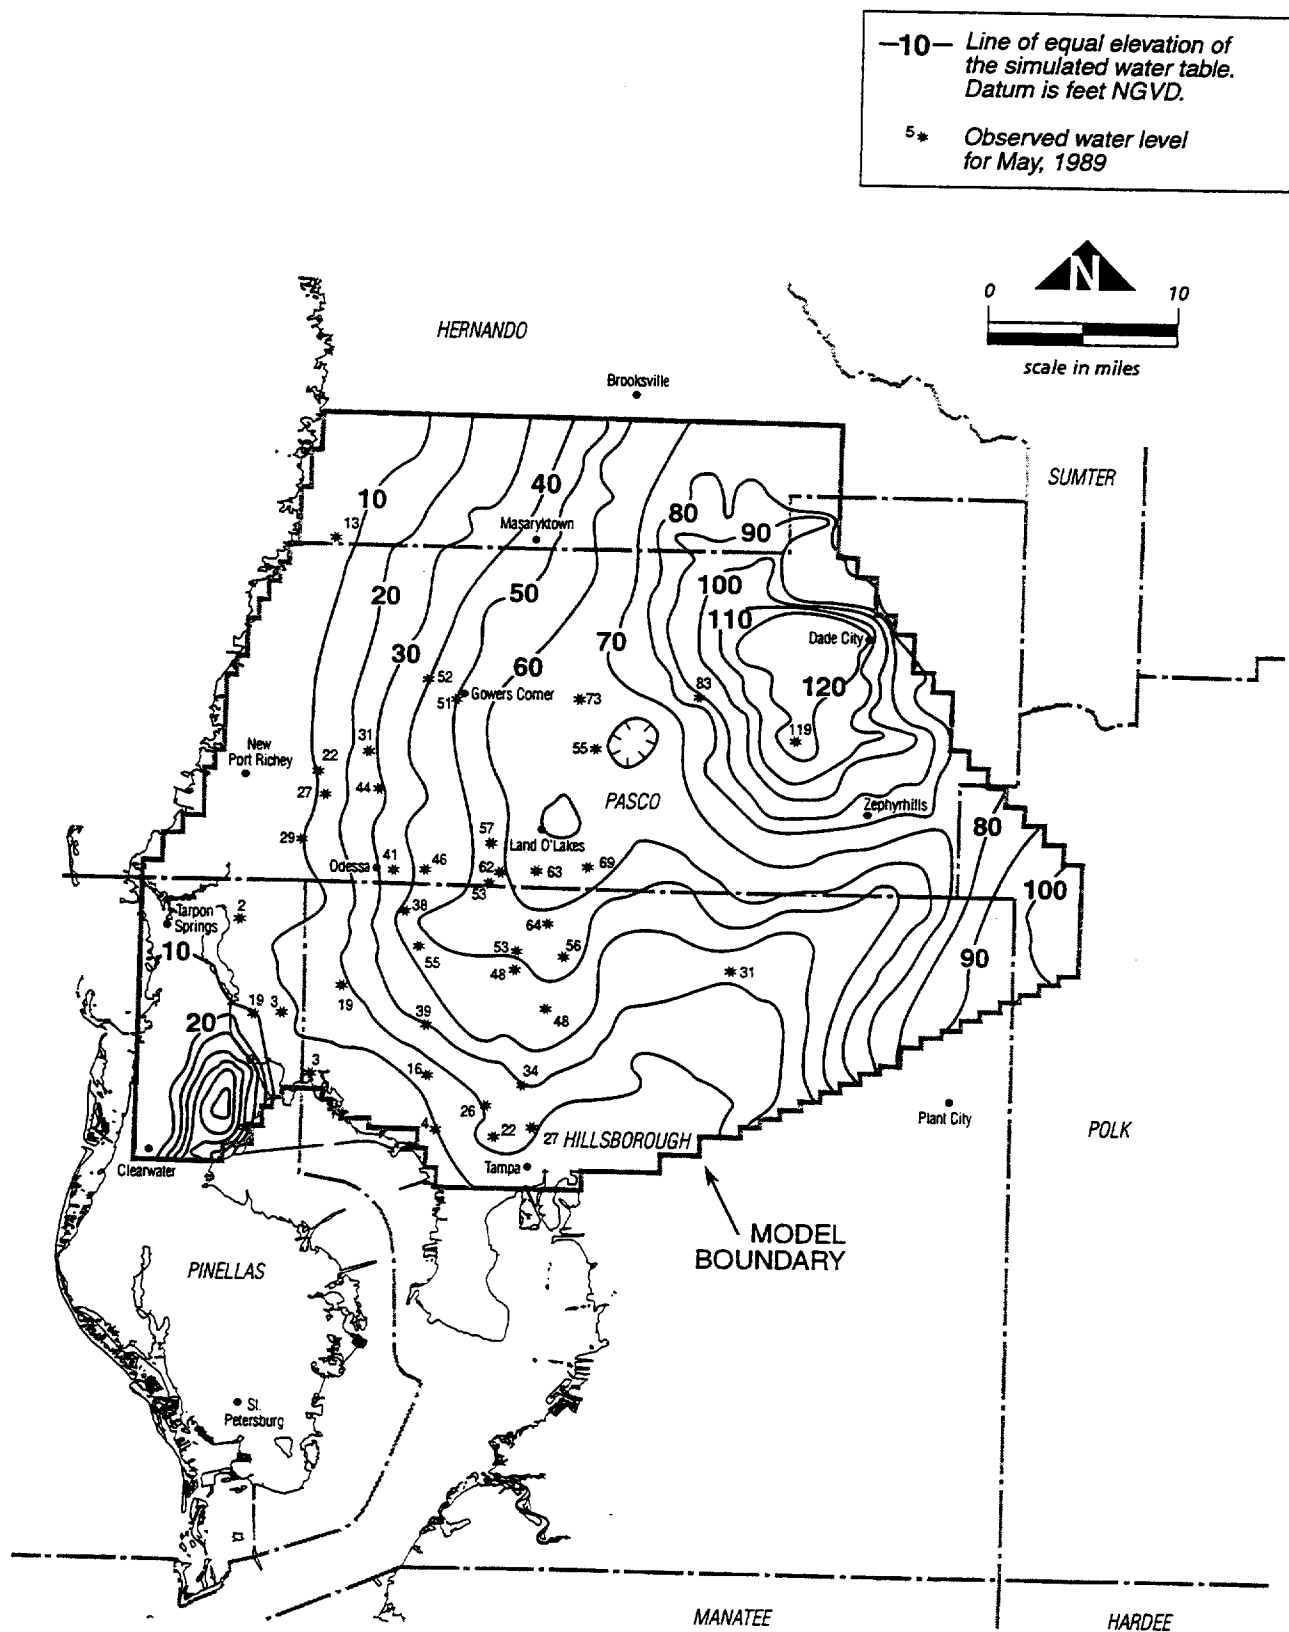 —10— Line of equal elevation of
the simulated water table.
Datum is feet NGVD.
5* Observed water level
for May, 1989
N
0 10
scale in miles
HERNANDO
Brooksville
SUMTER
40
10
80
13
Masaryktown
90
100
20
50
110
70
Dade City
30
60
52
120
Gowers Corner
51
73
83
119
31
New
Port Richey
55
22
44
27
PASCO
Zephyrhills
57
80
29
Land O'Lakes
Odessa
41
46
62
63
69
53
100
38
2
Tarpon
Springs
64
10
53
56
90
55
48
31
19
19
3
48
20
39
3
16
34
26
Plant City
4
22
27
HILLSBOROUGH
POLK
Clearwater
Tampa
MODEL
BOUNDARY
PINELLAS
St.
Petersburg
MANATEE
HARDEE